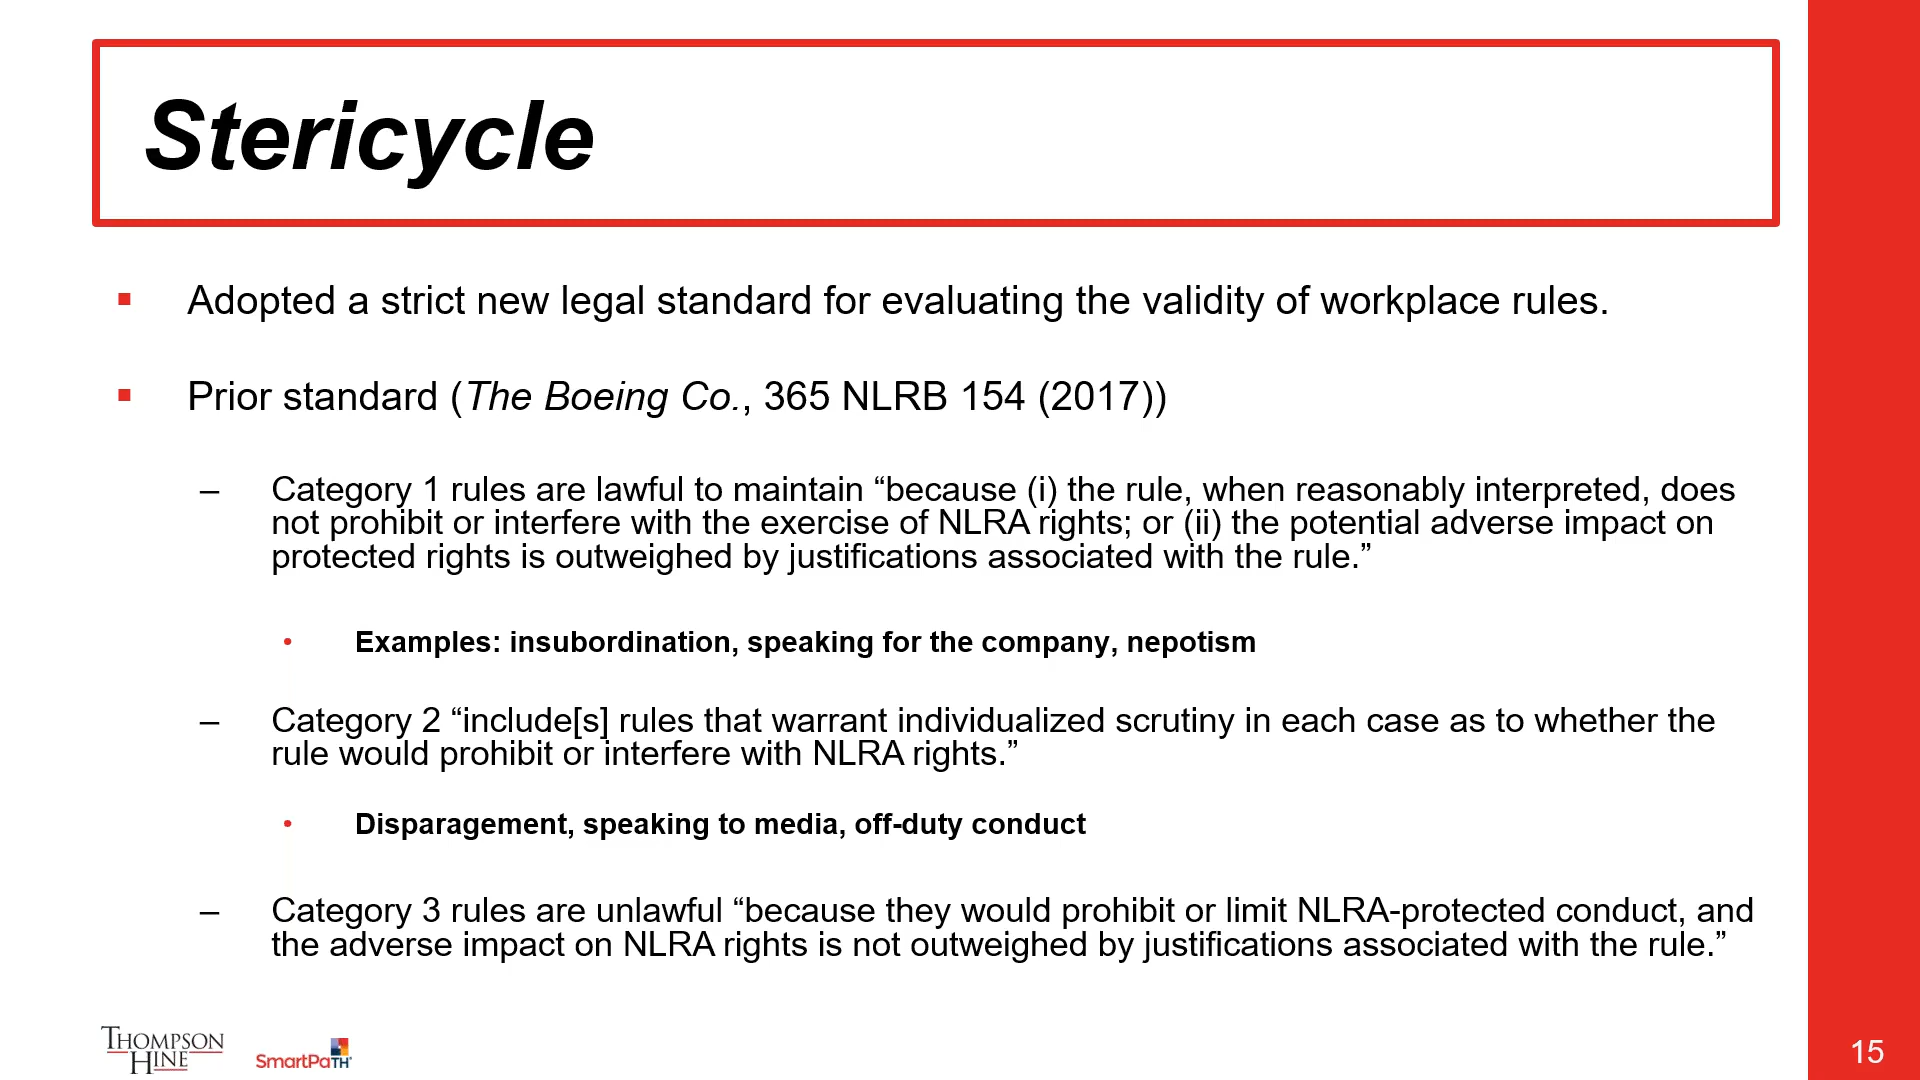 Stericycle
▪ Adopted a strict new legal standard for evaluating the validity of workplace rules.
▪ Prior standard (The Boeing Co., 365 NLRB 154 (2017))
– Category 1 rules are lawful to maintain “because (i) the rule, when reasonably interpreted, does
not prohibit or interfere with the exercise of NLRA rights; or (ii) the potential adverse impact on
protected rights is outweighed by justifications associated with the rule.”
• Examples: insubordination, speaking for the company, nepotism
– Category 2 “include[s] rules that warrant individualized scrutiny in each case as to whether the
rule would prohibit or interfere with NLRA rights.”
• Disparagement, speaking to media, off-duty conduct
– Category 3 rules are unlawful “because they would prohibit or limit NLRA-protected conduct, and
the adverse impact on NLRA rights is not outweighed by justifications associated with the rule.”
THOMPSON
HINE
SmartPaTH
15